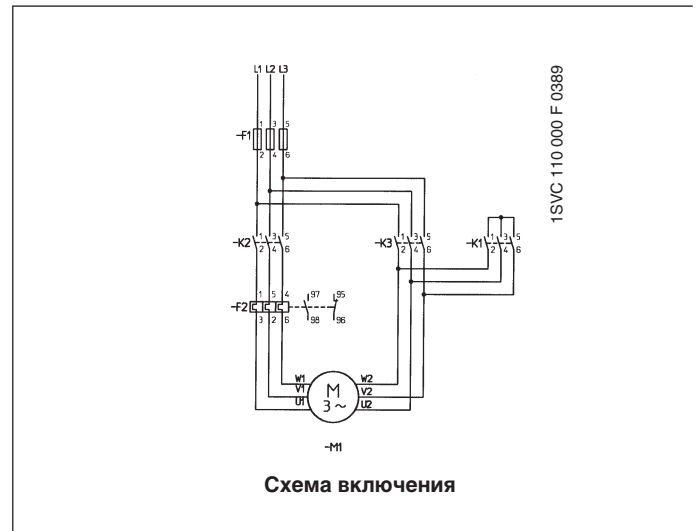 L1 L2 L3
1SVC 110 000 F 0389
-F1 1 3 5
2 4 6
-K2 1 3 5
2 4 6
-K3 1 3 5
2 4 6
-K1 1 3 5
2 4 6
-F2 1 5 4
3 2 6
97 95
98 96
W1 W2
V1 V2
U1 U2
M
3 ~
-M1
Схема включения